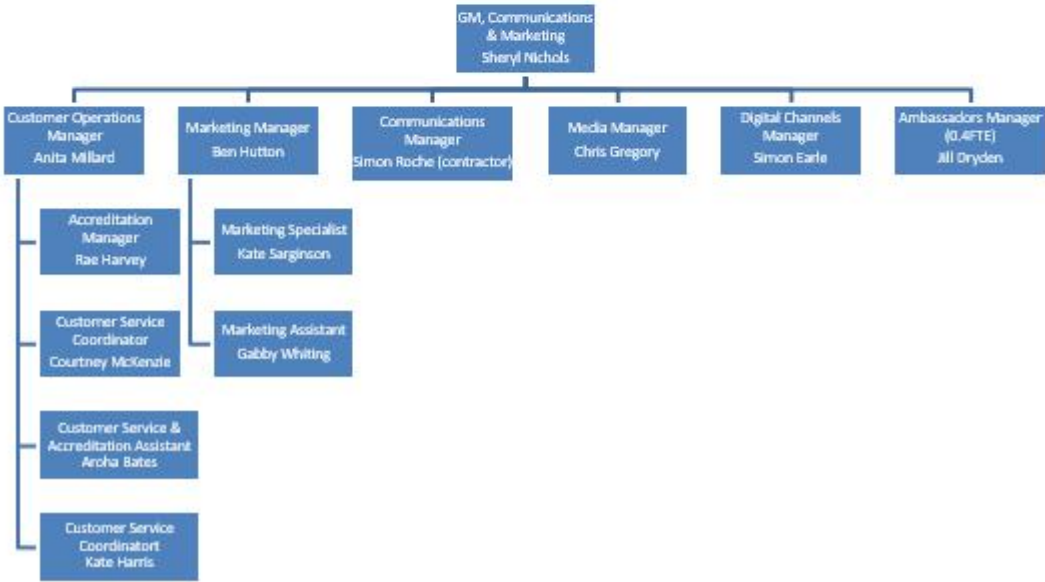 GM, Communications
& Marketing
Sheryl Nichols
Customer Operations
Manager
Anita Millard
Marketing Manager
Ben Hutton
Communications
Manager
Simon Roche (contractor)
Media Manager
Chris Gregory
Digital Channels
Manager
Simon Earle
Ambassadors Manager
(0.4FTE)
Jill Dryden
Accreditation
Manager
Rae Harvey
Customer Service
Coordinator
Courtney McKenzie
Customer Service &
Accreditation Assistant
Aroha Bates
Customer Service
Coordinatort
Kate Harris
Marketing Specialist
Kate Sarginson
Marketing Assistant
Gabby Whiting